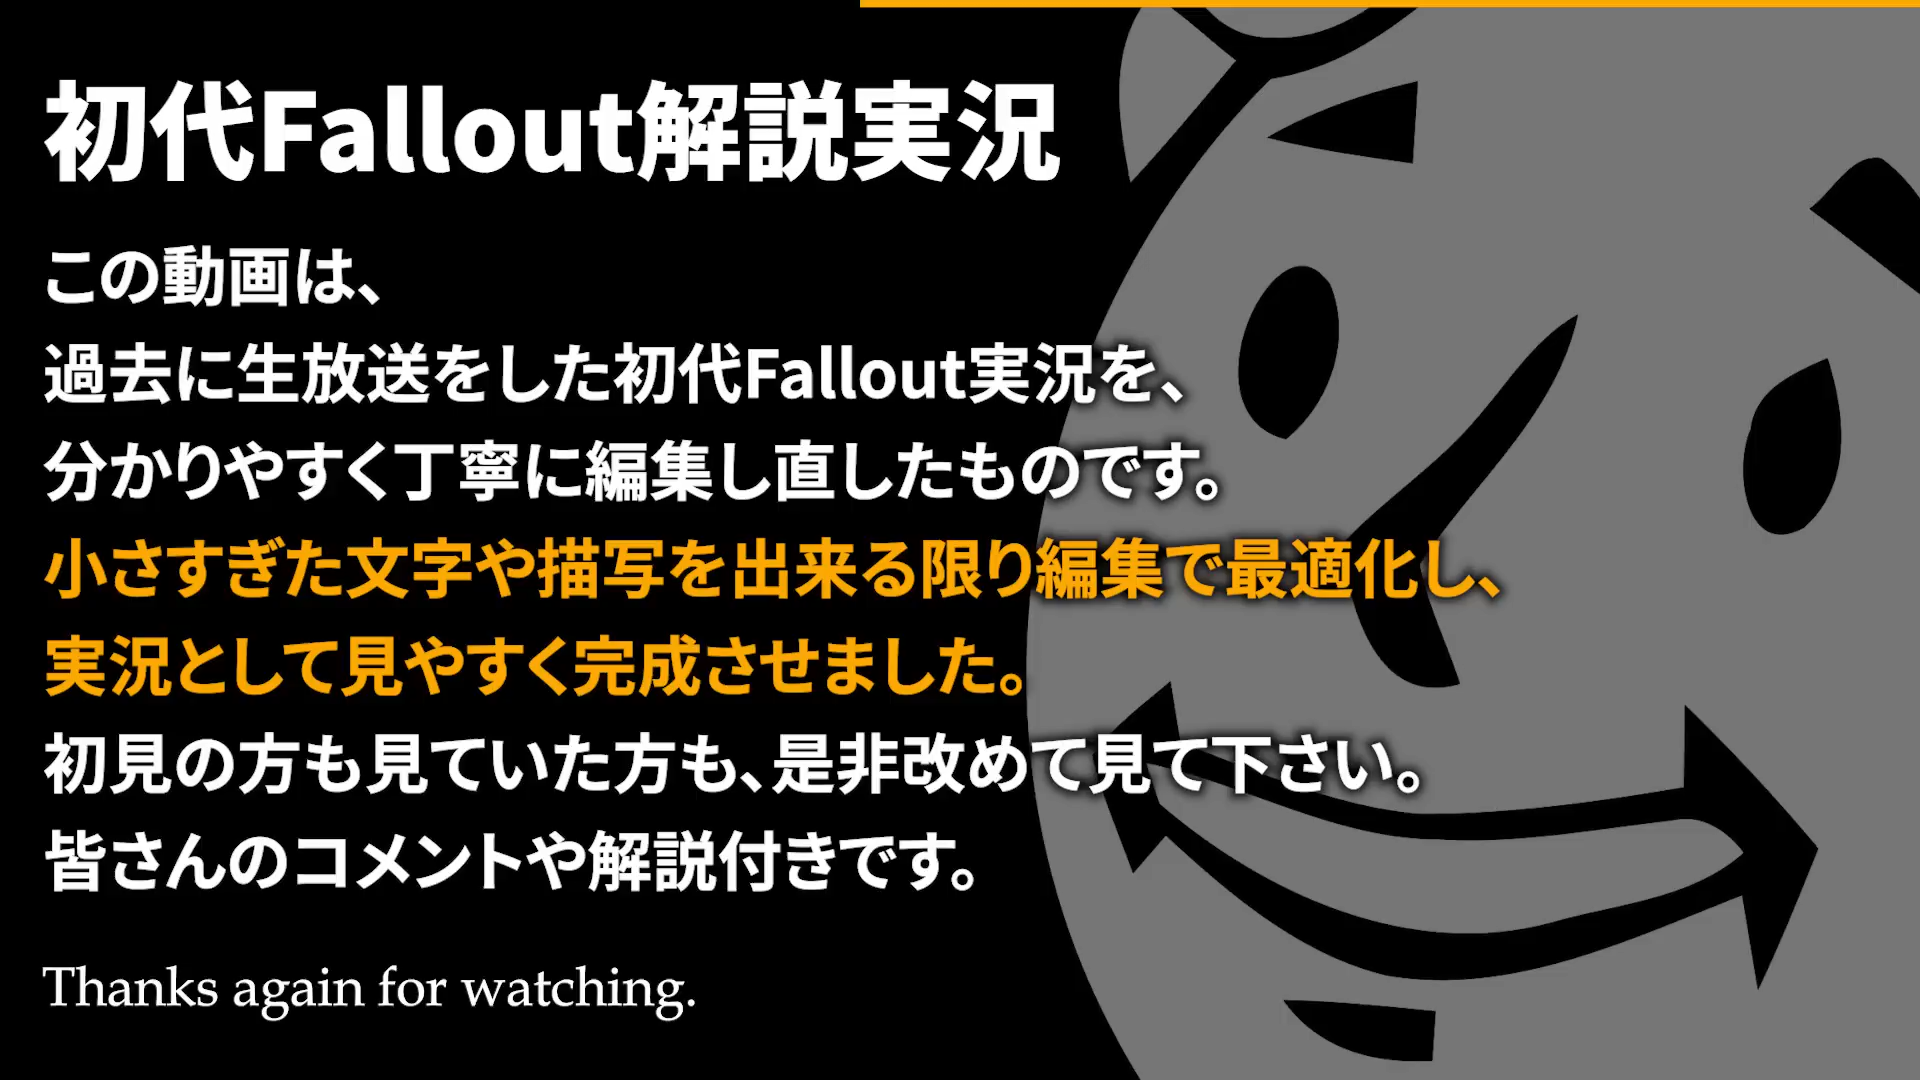 初代Fallout解説実況
この動画は、
過去に生放送をした初代Fallout実況を、
分かりやすく丁寧に編集し直したものです。
小さすぎた文字や描写を出来る限り編集で最適化し、
実況として見やすく完成させました。
初見の方も見ていた方も、是非改めて見て下さい。
皆さんのコメントや解説付きです。
Thanks again for watching.